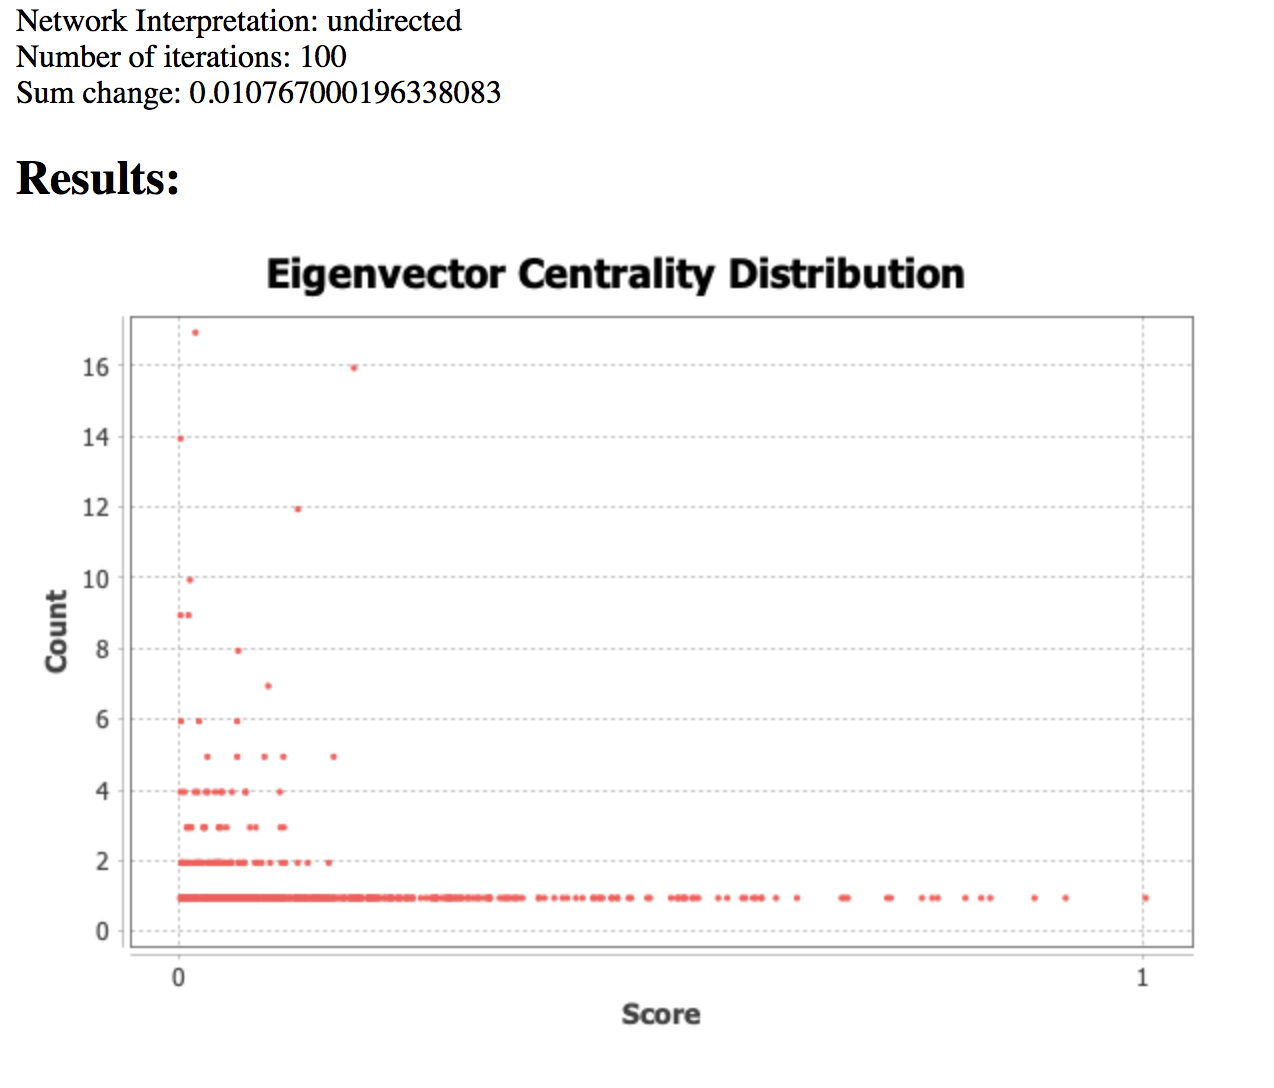 Network Interpretation: undirected
Number of iterations: 100
Sum change: 0.010767000196338083
Results:
Eigenvector Centrality Distribution
16
14
12
10
8
6
4
2
0
Count
0 1
Score